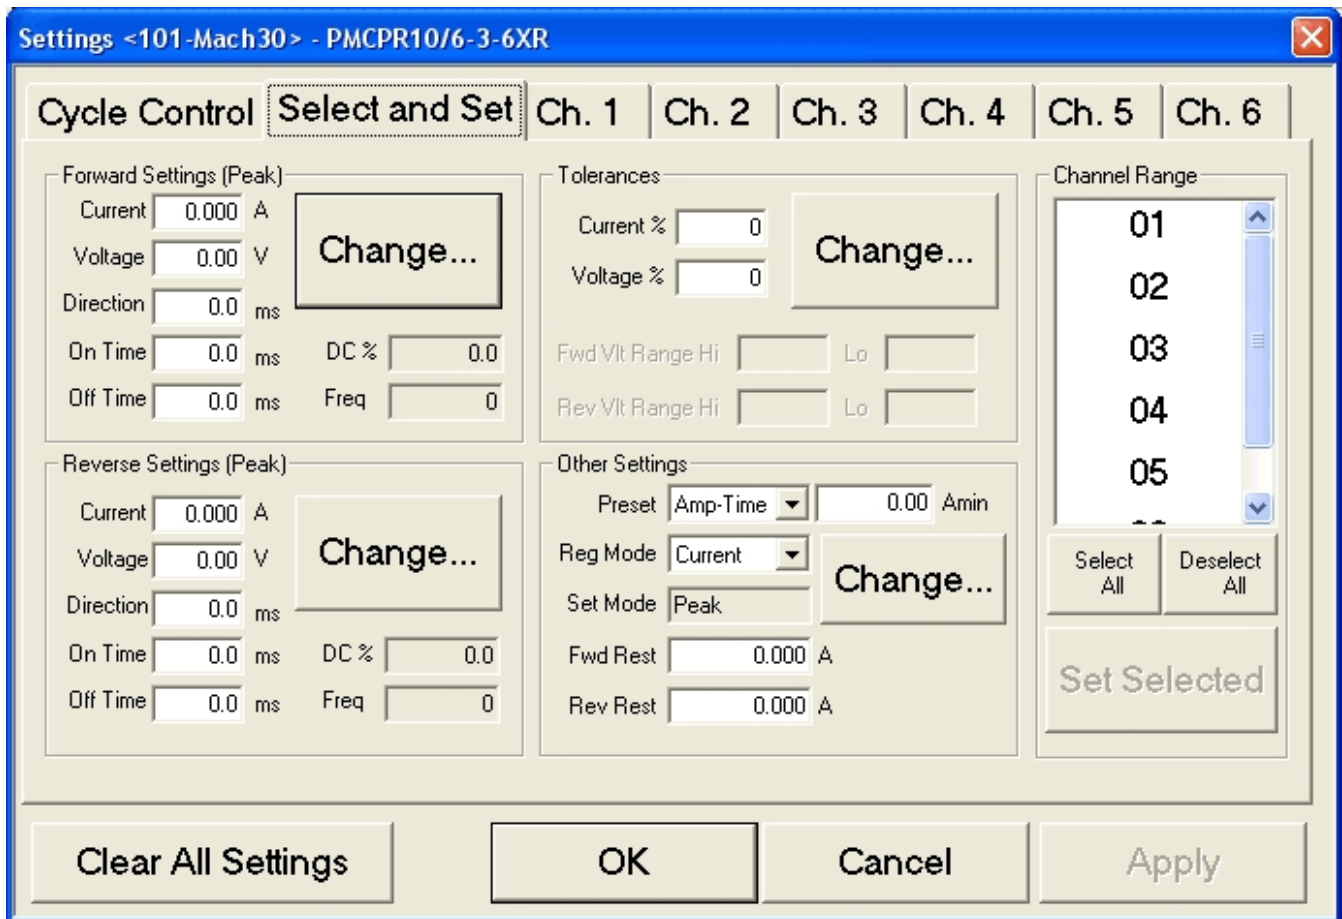 Settings <101-Mach30> - PMCPR10/6-3-6XR
Cycle Control Select and Set Ch. 1 Ch. 2 Ch. 3 Ch. 4 Ch. 5 Ch. 6
Forward Settings (Peak)
Current 0.000 A
Voltage 0.00 V
Direction 0.0 ms
On Time 0.0 ms
Off Time 0.0 ms
Change...
DC % 0.0
Freq 0
Tolerances
Current % 0
Voltage % 0
Change...
Fwd Vlt Range Hi Lo
Rev Vlt Range Hi Lo
Reverse Settings (Peak)
Current 0.000 A
Voltage 0.00 V
Direction 0.0 ms
On Time 0.0 ms
Off Time 0.0 ms
Change...
DC % 0.0
Freq 0
Other Settings
Preset Amp-Time 0.00 Amin
Reg Mode Current
Set Mode Peak
Change...
Fwd Rest 0.000 A
Rev Rest 0.000 A
Channel Range
01
02
03
04
05
Select All
Deselect All
Set Selected
Clear All Settings OK Cancel Apply